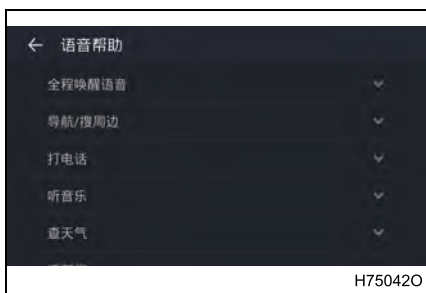 ← 语音帮助
全程唤醒语音
导航/搜周边
打电话
听音乐
查天气
H75042O